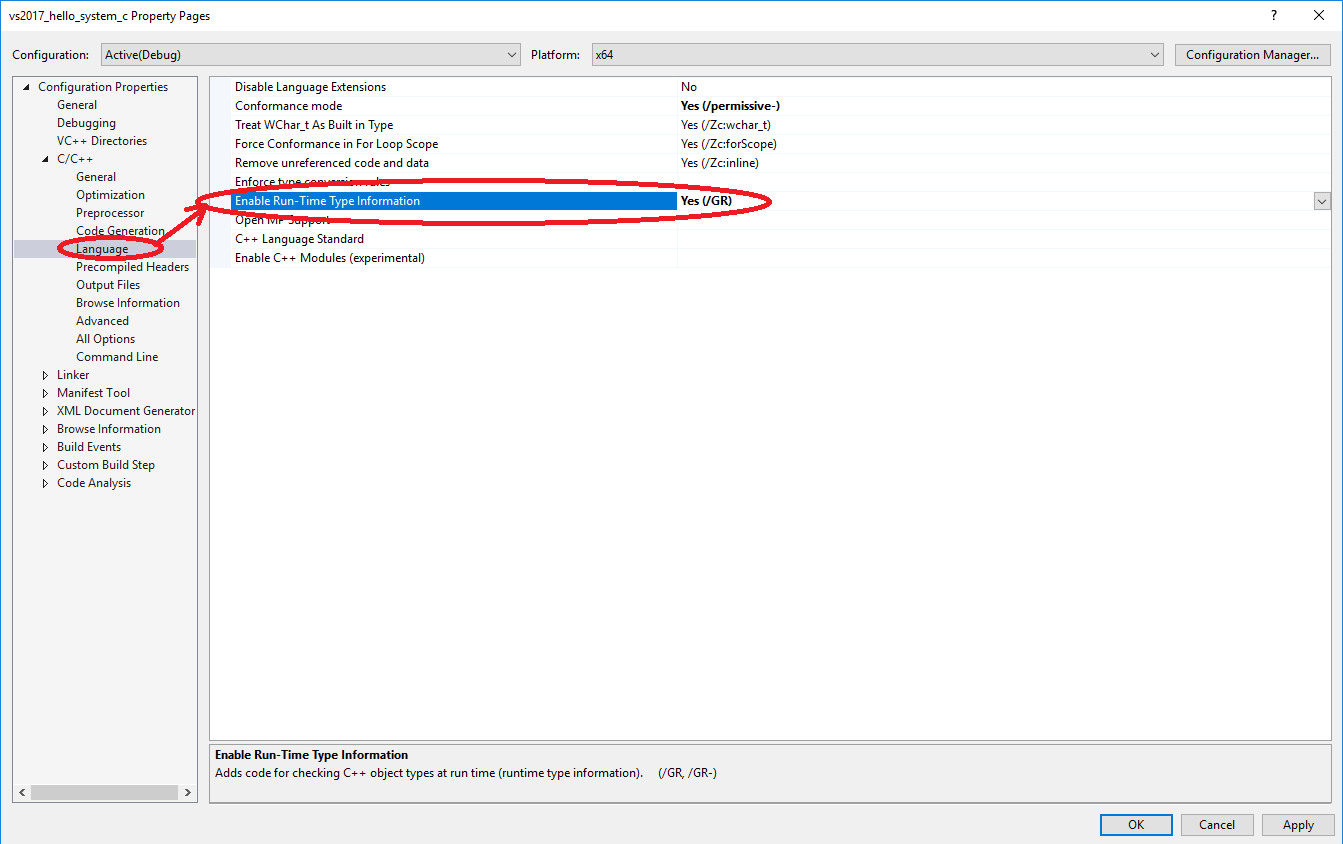 vs2017_hello_system_c Property Pages
?
Configuration: Active(Debug) Platform: x64 Configuration Manager...
Configuration Properties
General
Debugging
VC++ Directories
C/C++
General
Optimization
Preprocessor
Code Generation
Language
Precompiled Headers
Output Files
Browse Information
Advanced
All Options
Command Line
Linker
Manifest Tool
XML Document Generator
Browse Information
Build Events
Custom Build Step
Code Analysis
Disable Language Extensions No
Conformance mode Yes (/permissive-)
Treat WChar_t As Built in Type Yes (/Zc:wchar_t)
Force Conformance in For Loop Scope Yes (/Zc:forScope)
Remove unreferenced code and data Yes (/Zc:inline)
Enforce type conversion rules
Enable Run-Time Type Information Yes (/GR)
Open MP Support
C++ Language Standard
Enable C++ Modules (experimental)
Enable Run-Time Type Information
Adds code for checking C++ object types at run time (runtime type information). (/GR, /GR-)
OK Cancel Apply